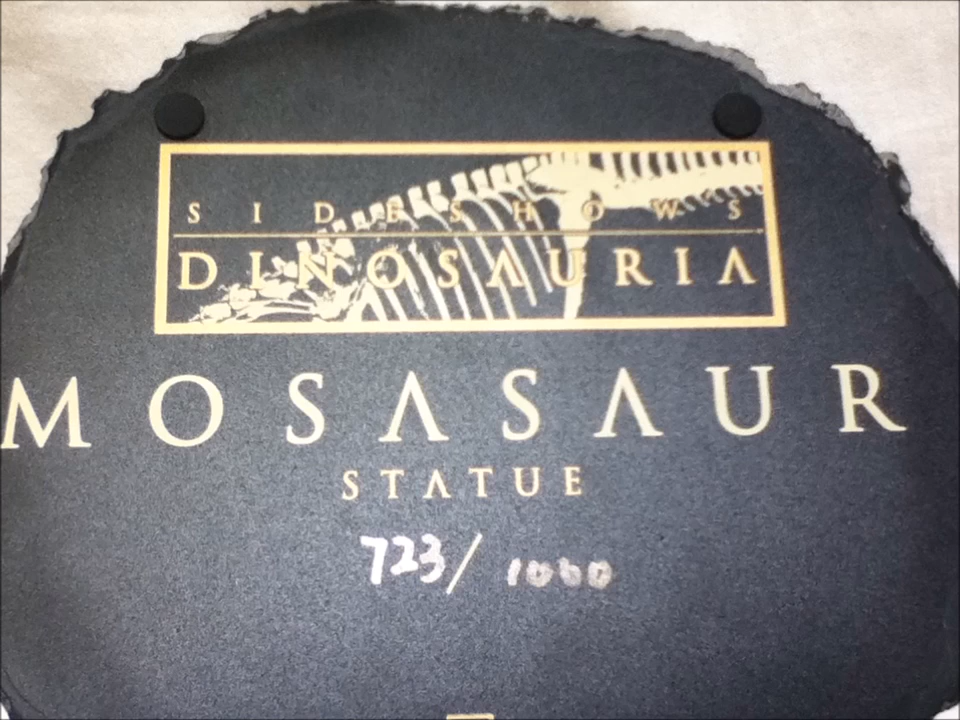 SIDESHOW'S
DINOSAURIA
MOSASAUR
STATUE
723/1000